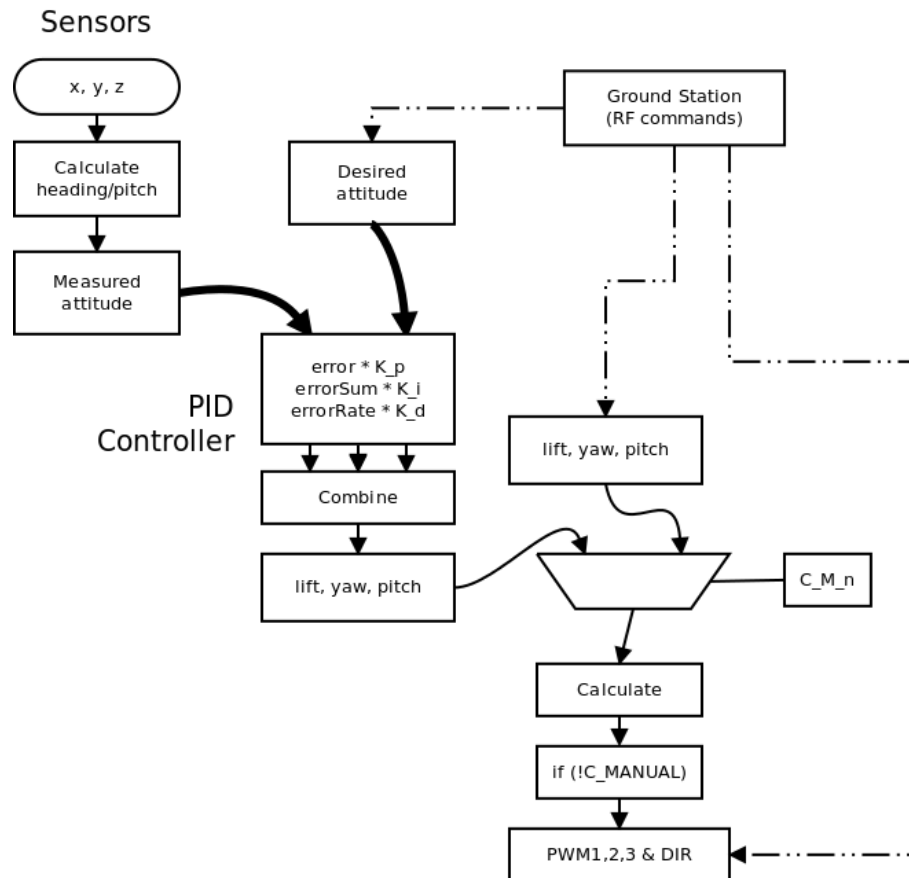 Sensors
x, y, z
Calculate
heading/pitch
Measured
attitude
Desired
attitude
Ground Station
(RF commands)
PID
Controller
error * K_p
errorSum * K_i
errorRate * K_d
Combine
lift, yaw, pitch
lift, yaw, pitch
C_M_n
Calculate
if (!C_MANUAL)
PWM1,2,3 & DIR